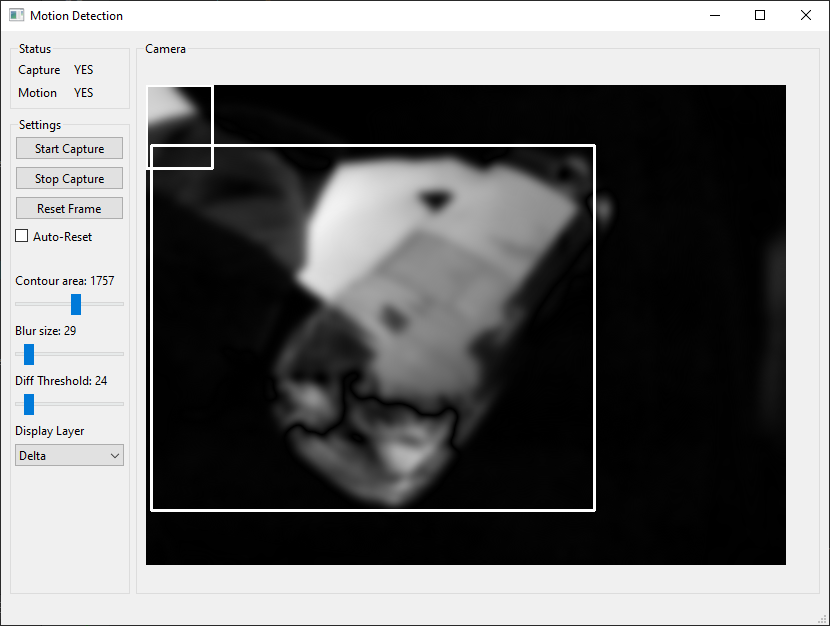 Motion Detection
Status
Capture YES
Motion YES
Settings
Start Capture
Stop Capture
Reset Frame
Auto-Reset
Contour area: 1757
Blur size: 29
Diff Threshold: 24
Display Layer
Delta
Camera